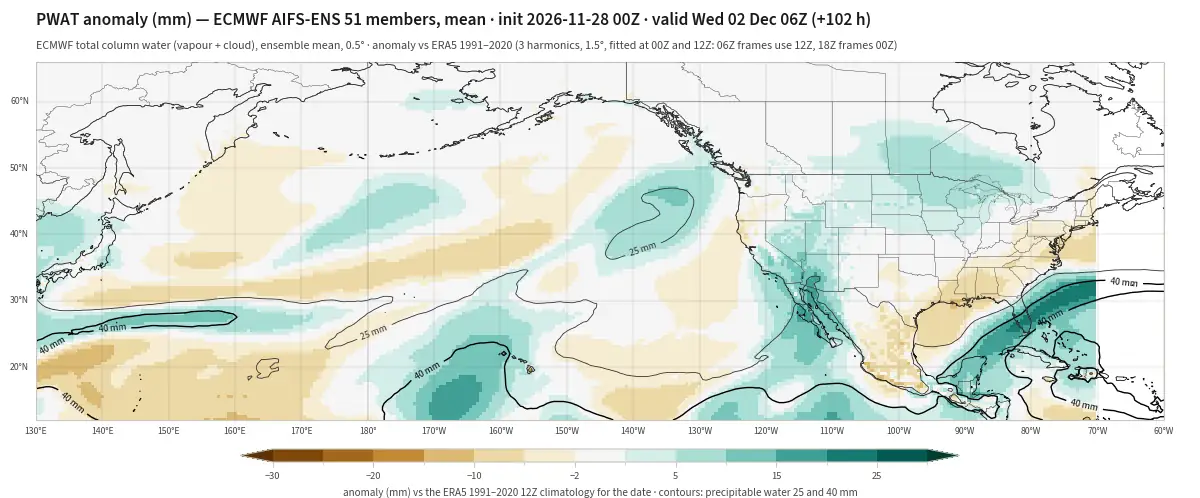 PWAT anomaly (mm) — ECMWF AIFS-ENS 51 members, mean · init 2026-11-28 00Z · valid Wed 02 Dec 06Z (+102 h)
ECMWF total column water (vapour + cloud), ensemble mean, 0.5° · anomaly vs ERA5 1991–2020 (3 harmonics, 1.5°, fitted at 00Z and 12Z: 06Z frames use 12Z, 18Z frames 00Z)
60°N
50°N
40°N
25 mm
30°N
40 mm
40 mm
40 mm
25 mm
40 mm
40 mm
20°N
40 mm
40 mm
130°E 140°E 150°E 160°E 170°E 180° 170°W 160°W 150°W 140°W 130°W 120°W 110°W 100°W 90°W 80°W 70°W 60°W
−30 −20 −10 −2 5 15 25
anomaly (mm) vs the ERA5 1991–2020 12Z climatology for the date · contours: precipitable water 25 and 40 mm